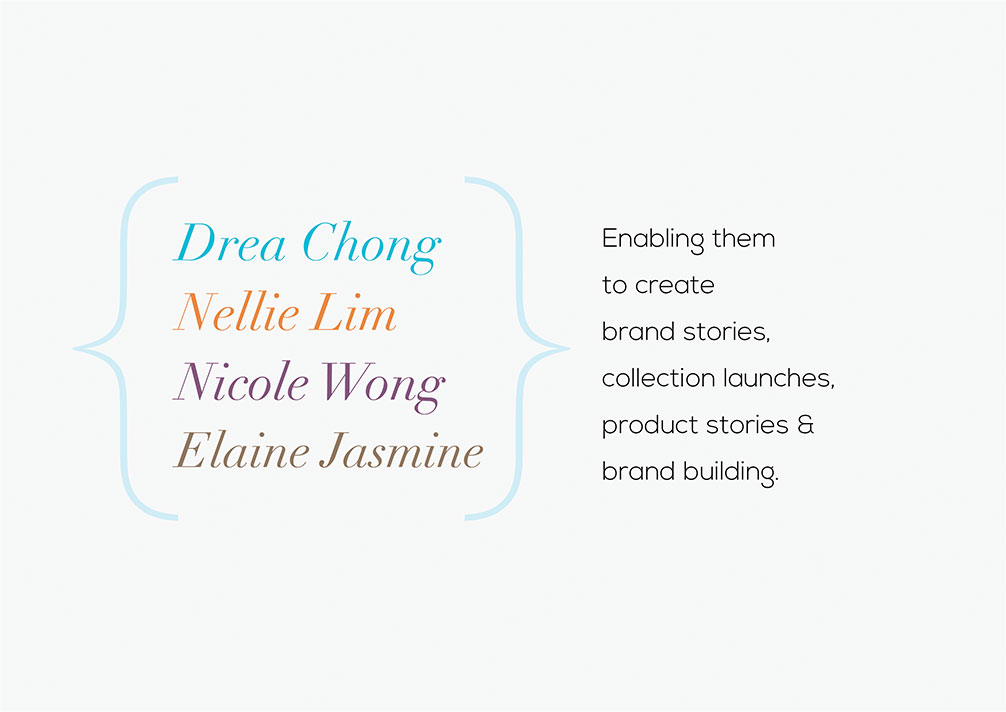 Drea Chong
Nellie Lim
Nicole Wong
Elaine Jasmine
Enabling them
to create
brand stories,
collection launches,
product stories &
brand building.